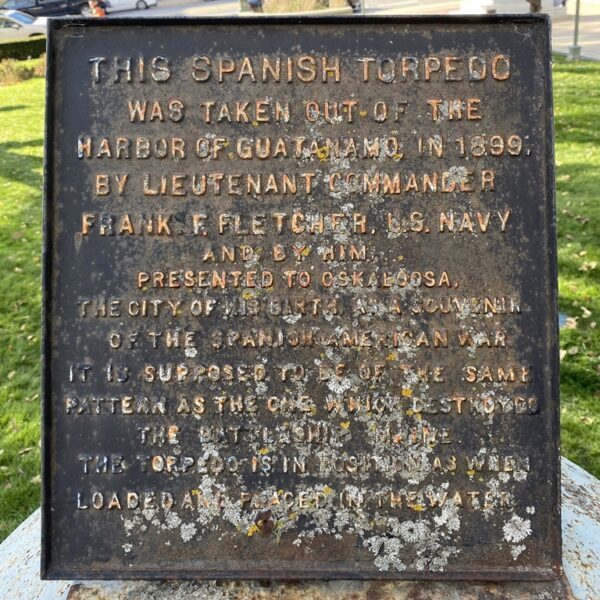 THIS SPANISH TORPEDO
WAS TAKEN OUT OF THE
HARBOR OF GUATANAMO, IN 1899,
BY LIEUTENANT COMMANDER
FRANK. F. FLETCHER, U.S. NAVY
AND BY HIM,
PRESENTED TO OSKALOOSA,
THE CITY OF HIS BIRTH, AS A SOUVENIR
OF THE SPANISH AMERICAN WAR
IT IS SUPPOSED TO BE OF THE SAME
PATTERN AS THE ONE WHICH DESTROYED
THE BATTLESHIP MAINE.
THE TORPEDO IS IN POSITION AS WHEN
LOADED AND PLACED IN THE WATER.